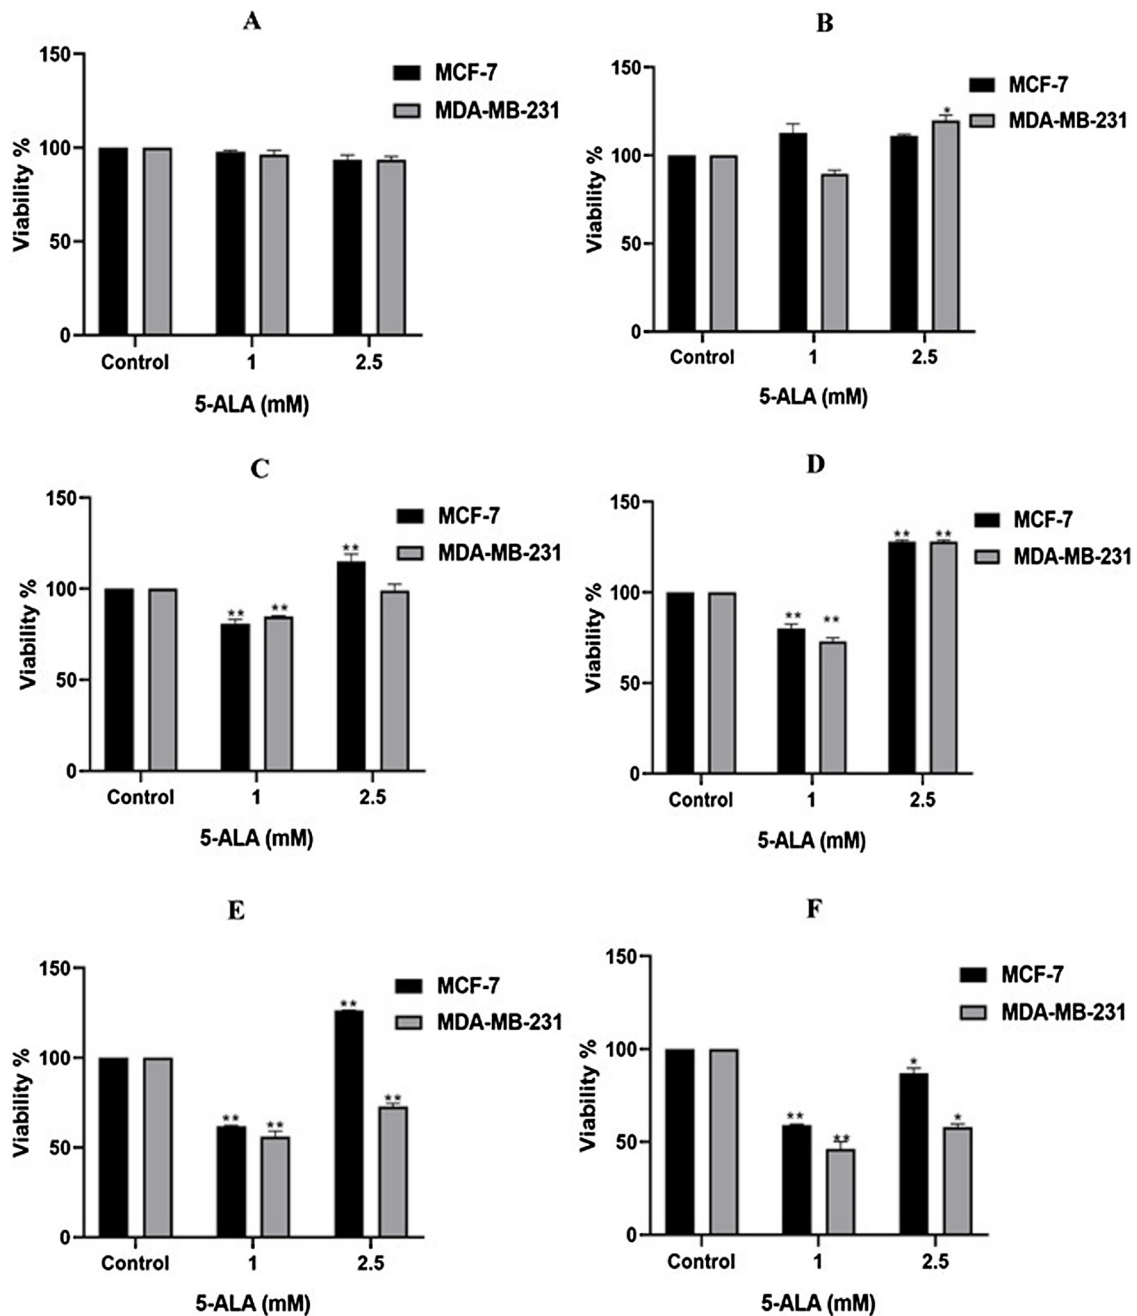 A
150
100
50
0
Viability %
MCF-7
MDA-MB-231
Control 1 2.5
5-ALA (mM)
B
150
100
50
0
Viability %
MCF-7
MDA-MB-231
*
Control 1 2.5
5-ALA (mM)
C
150
100
50
0
Viability %
MCF-7
MDA-MB-231
** ** **
Control 1 2.5
5-ALA (mM)
D
150
100
50
0
Viability %
MCF-7
MDA-MB-231
** ** ** **
Control 1 2.5
5-ALA (mM)
E
150
100
50
0
Viability %
MCF-7
MDA-MB-231
** ** ** **
Control 1 2.5
5-ALA (mM)
F
150
100
50
0
Viability %
MCF-7
MDA-MB-231
** ** * *
Control 1 2.5
5-ALA (mM)